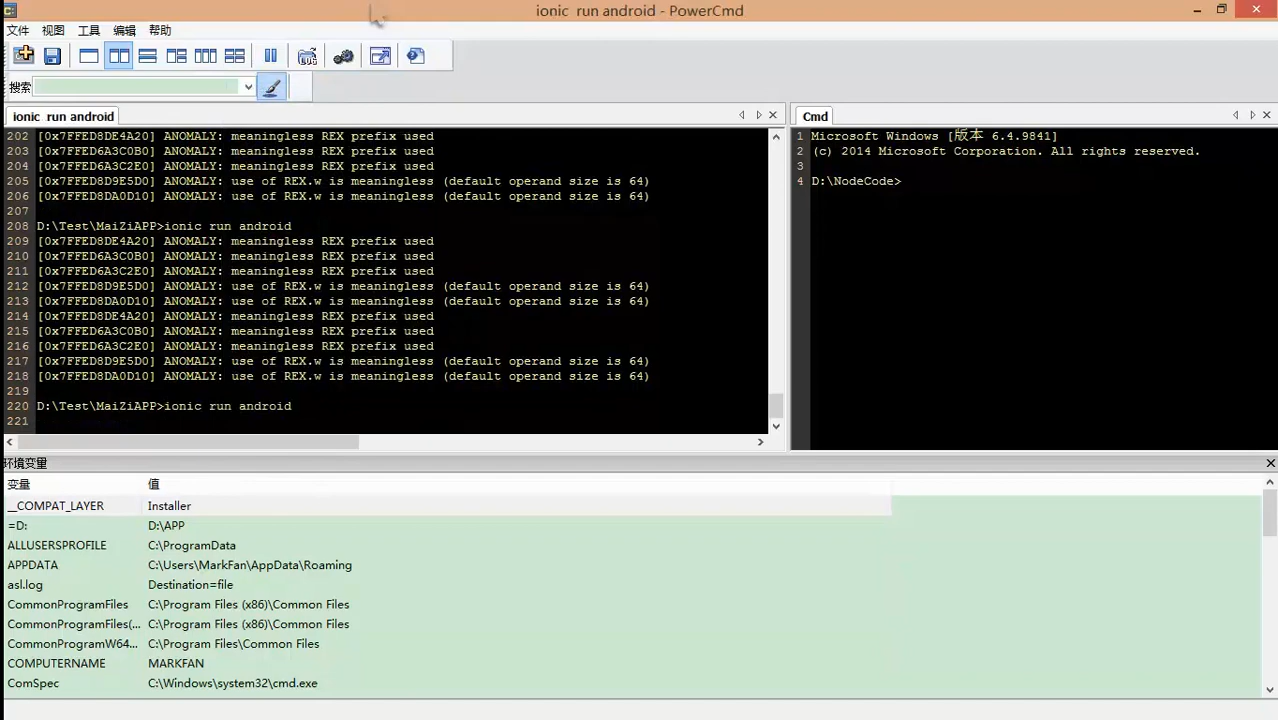 ionic  run android - PowerCmd
文件 视图 工具 编辑 帮助
搜索
ionic  run android
202 [0x7FFED8DE4A20] ANOMALY: meaningless REX prefix used
203 [0x7FFED6A3C0B0] ANOMALY: meaningless REX prefix used
204 [0x7FFED6A3C2E0] ANOMALY: meaningless REX prefix used
205 [0x7FFED8D9E5D0] ANOMALY: use of REX.w is meaningless (default operand size is 64)
206 [0x7FFED8DA0D10] ANOMALY: use of REX.w is meaningless (default operand size is 64)
207
208 D:\Test\MaiZiAPP>ionic run android
209 [0x7FFED8DE4A20] ANOMALY: meaningless REX prefix used
210 [0x7FFED6A3C0B0] ANOMALY: meaningless REX prefix used
211 [0x7FFED6A3C2E0] ANOMALY: meaningless REX prefix used
212 [0x7FFED8D9E5D0] ANOMALY: use of REX.w is meaningless (default operand size is 64)
213 [0x7FFED8DA0D10] ANOMALY: use of REX.w is meaningless (default operand size is 64)
214 [0x7FFED8DE4A20] ANOMALY: meaningless REX prefix used
215 [0x7FFED6A3C0B0] ANOMALY: meaningless REX prefix used
216 [0x7FFED6A3C2E0] ANOMALY: meaningless REX prefix used
217 [0x7FFED8D9E5D0] ANOMALY: use of REX.w is meaningless (default operand size is 64)
218 [0x7FFED8DA0D10] ANOMALY: use of REX.w is meaningless (default operand size is 64)
219
220 D:\Test\MaiZiAPP>ionic run android
221
Cmd
1 Microsoft Windows [版本 6.4.9841]
2 (c) 2014 Microsoft Corporation. All rights reserved.
3
4 D:\NodeCode>
环境变量
变量 值
__COMPAT_LAYER Installer
=D: D:\APP
ALLUSERSPROFILE C:\ProgramData
APPDATA C:\Users\MarkFan\AppData\Roaming
asl.log Destination=file
CommonProgramFiles C:\Program Files (x86)\Common Files
CommonProgramFiles(... C:\Program Files (x86)\Common Files
CommonProgramW64... C:\Program Files\Common Files
COMPUTERNAME MARKFAN
ComSpec C:\Windows\system32\cmd.exe